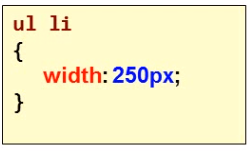 ul li
{
width: 250px;
}